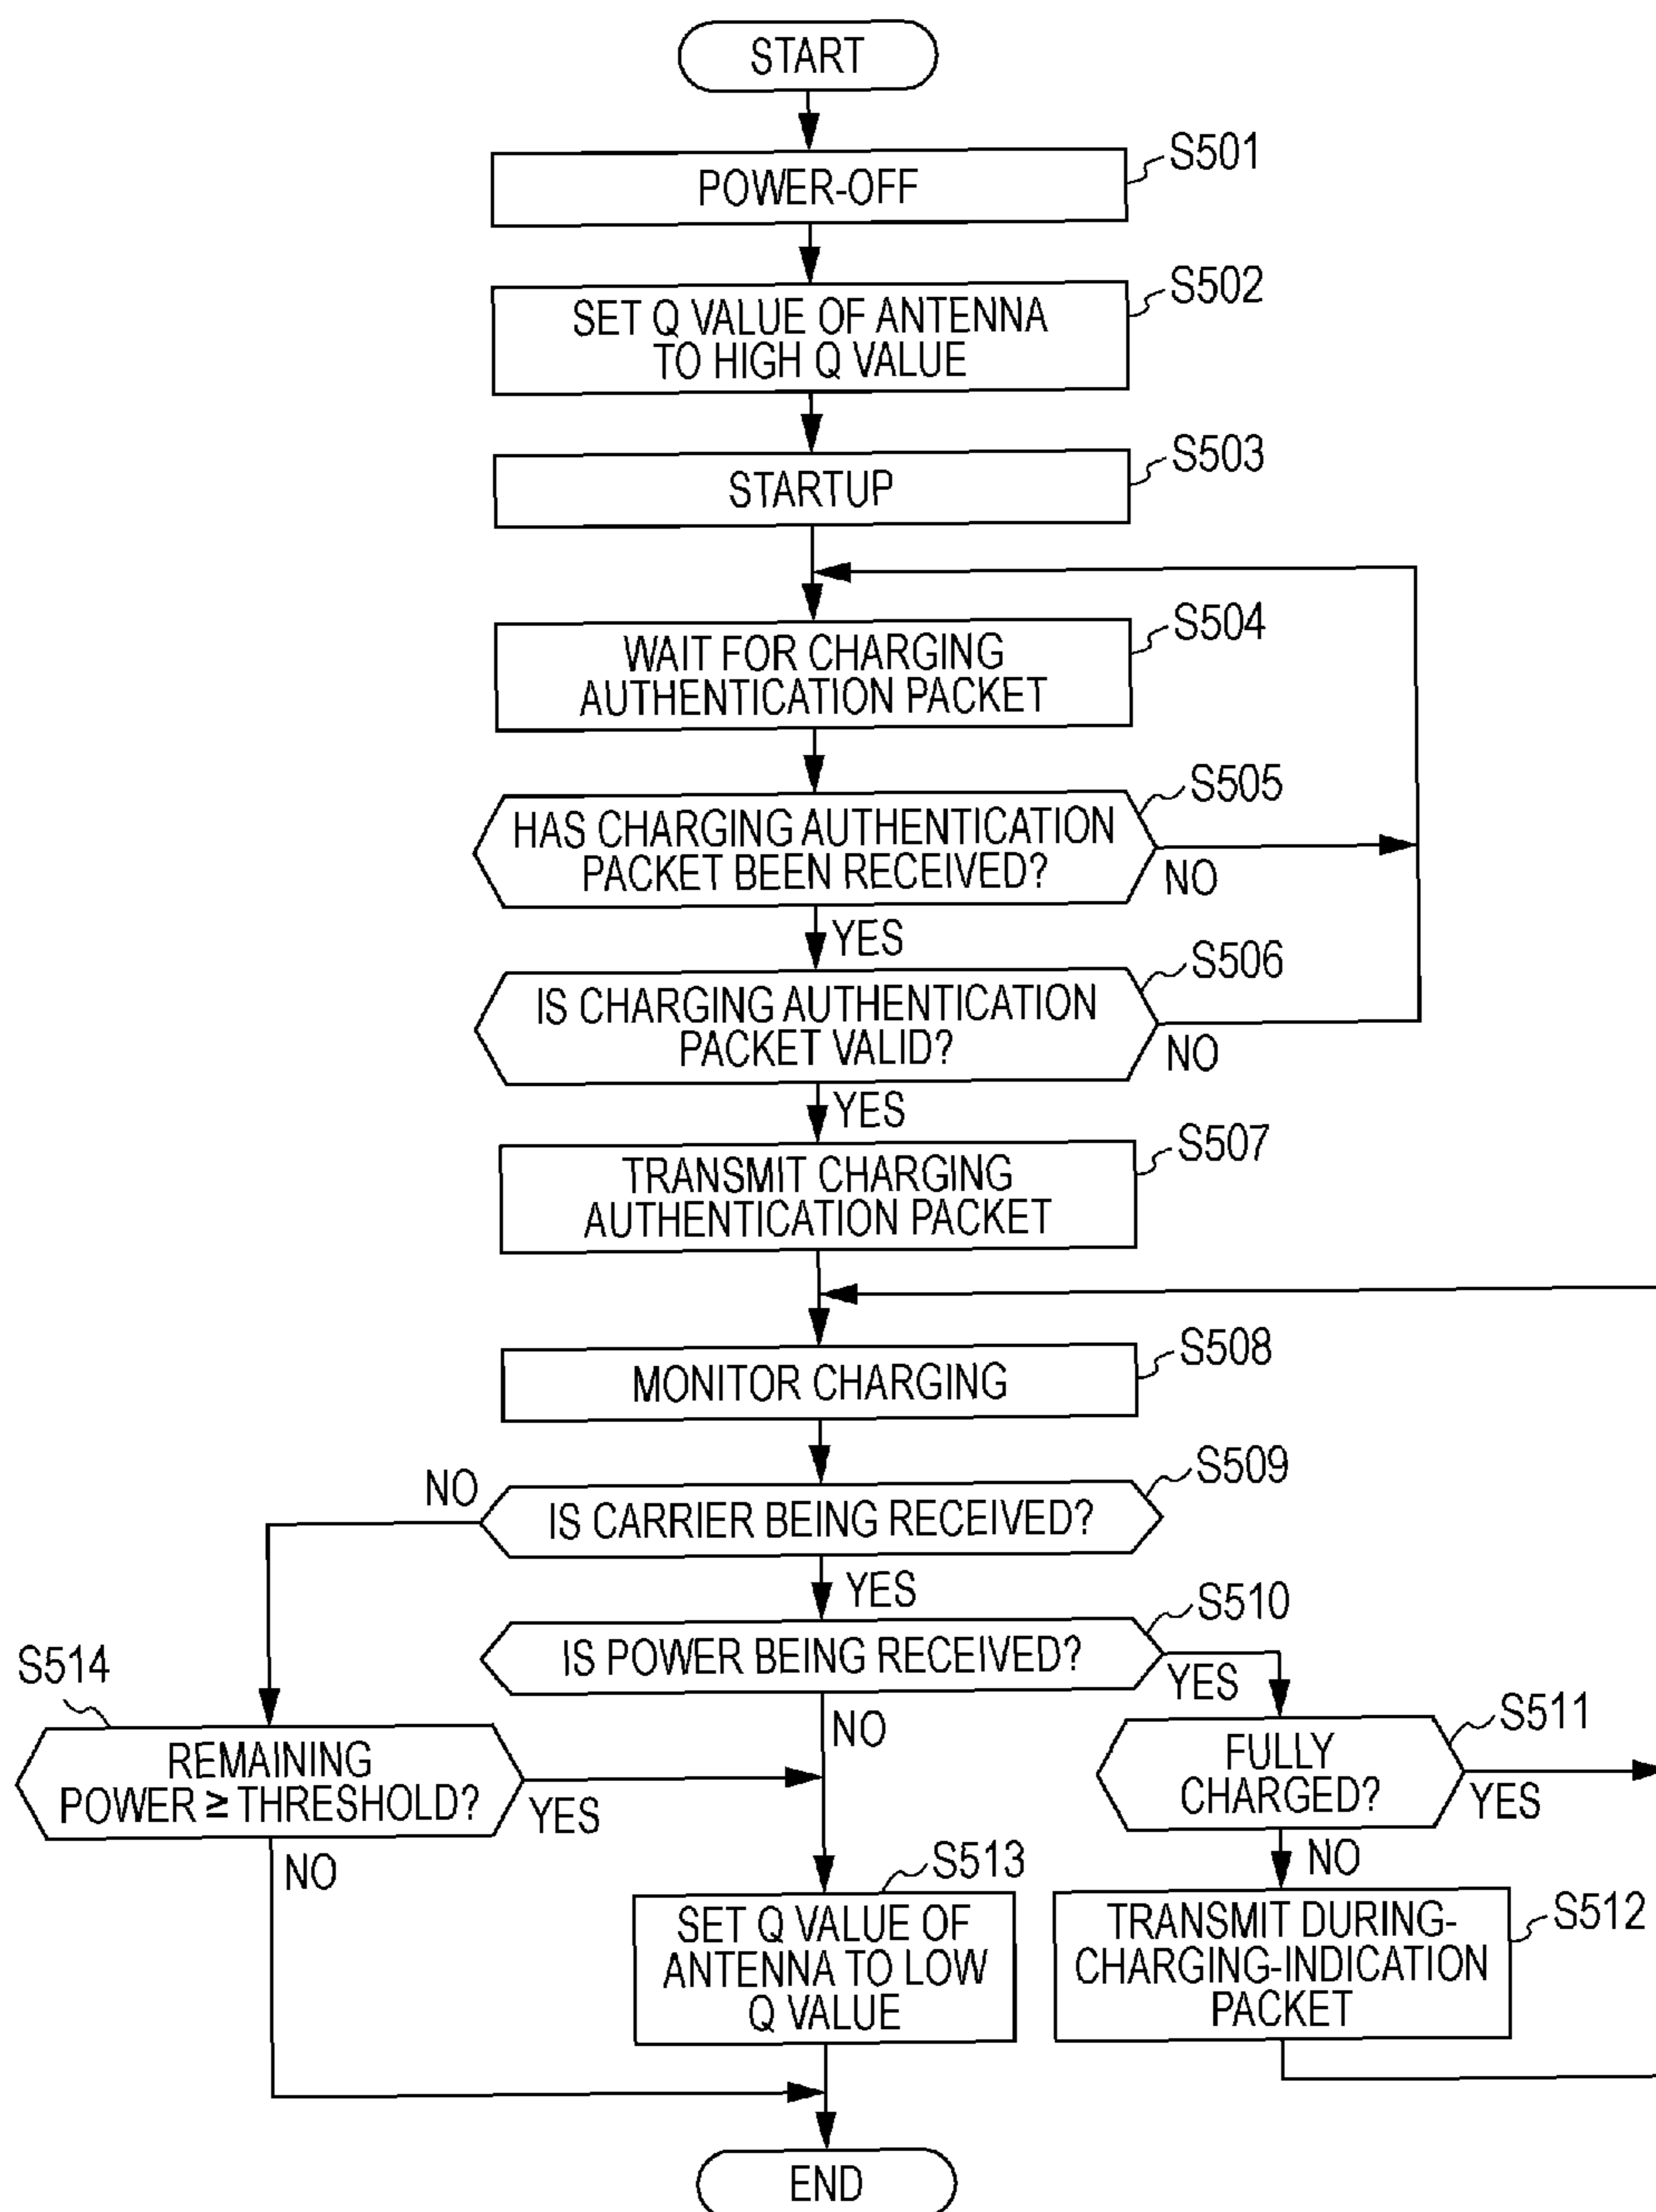 START
S501
POWER-OFF
S502
SET Q VALUE OF ANTENNA
TO HIGH Q VALUE
S503
STARTUP
S504
WAIT FOR CHARGING
AUTHENTICATION PACKET
S505
HAS CHARGING AUTHENTICATION
PACKET BEEN RECEIVED?
NO
YES
S506
IS CHARGING AUTHENTICATION
PACKET VALID?
NO
YES
S507
TRANSMIT CHARGING
AUTHENTICATION PACKET
S508
MONITOR CHARGING
S509
NO
IS CARRIER BEING RECEIVED?
YES
S510
IS POWER BEING RECEIVED?
YES
NO
S514
REMAINING
POWER ≥ THRESHOLD?
YES
NO
S511
FULLY
CHARGED?
YES
NO
S513
SET Q VALUE OF
ANTENNA TO LOW
Q VALUE
S512
TRANSMIT DURING-
CHARGING-INDICATION
PACKET
END